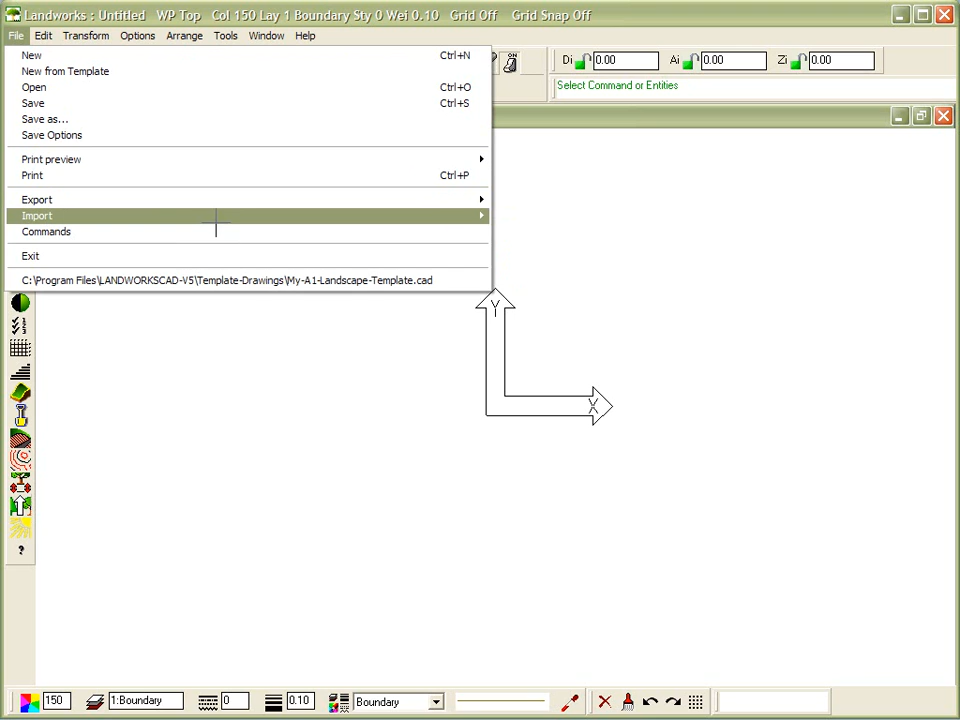 Landworks : Untitled WP Top Col 150 Lay 1 Boundary Sty 0 Wei 0.10 Grid Off Grid Snap Off
File Edit Transform Options Arrange Tools Window Help
New Ctrl+N
New from Template
Open Ctrl+O
Save Ctrl+S
Save as...
Save Options
Print preview
Print Ctrl+P
Export
Import
Commands
Exit
C:\Program Files\LANDWORKSCAD-V5\Template-Drawings\My-A1-Landscape-Template.cad
ON
Di 0.00 Ai 0.00 Zi 0.00
Select Command or Entities
Y
X
?
150 1:Boundary 0 0.10 Boundary